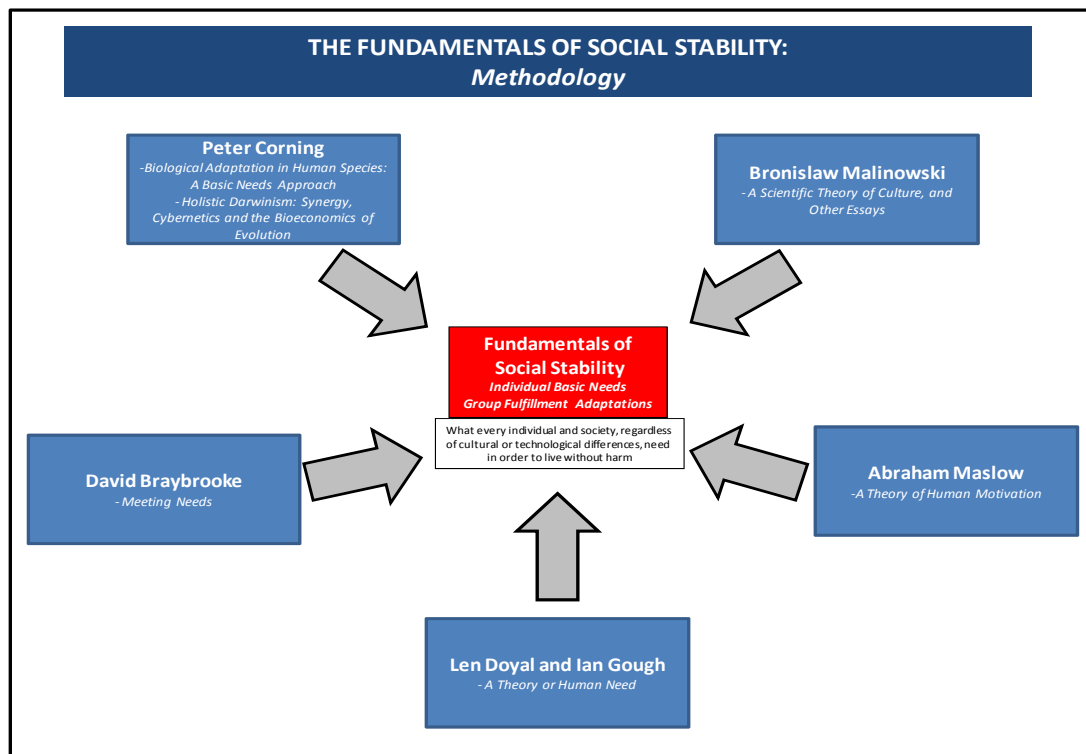 THE FUNDAMENTALS OF SOCIAL STABILITY:
Methodology
Peter Corning
-Biological Adaptation in Human Species:
A Basic Needs Approach
- Holistic Darwinism: Synergy,
Cybernetics and the Bioeconomics of
Evolution
Bronislaw Malinowski
- A Scientific Theory of Culture, and
Other Essays
Fundamentals of
Social Stability
Individual Basic Needs
Group Fulfillment Adaptations
What every individual and society, regardless
of cultural or technological differences, need
in order to live without harm
David Braybrooke
- Meeting Needs
Abraham Maslow
-A Theory of Human Motivation
Len Doyal and Ian Gough
- A Theory or Human Need